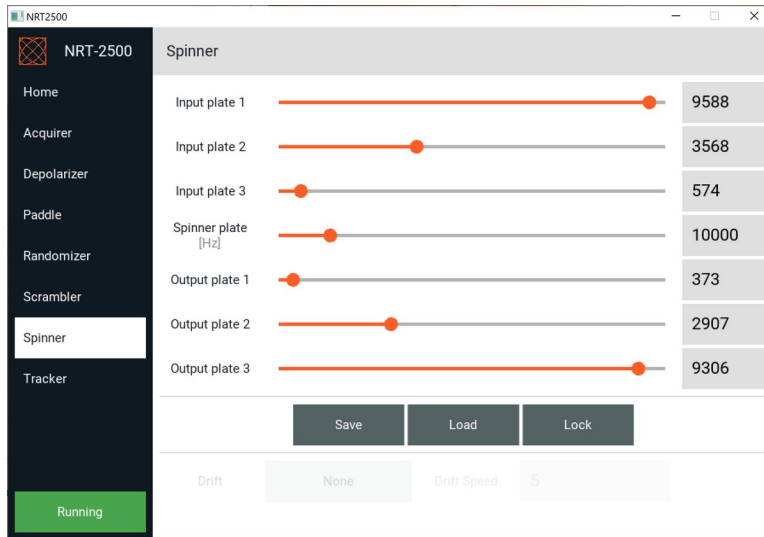 NRT2500
NRT-2500
Spinner
Home
Acquirer
Depolarizer
Paddle
Randomizer
Scrambler
Spinner
Tracker
Running
Input plate 1 9588
Input plate 2 3568
Input plate 3 574
Spinner plate
[Hz] 10000
Output plate 1 373
Output plate 2 2907
Output plate 3 9306
Save Load Lock
Drift None Drift Speed 5